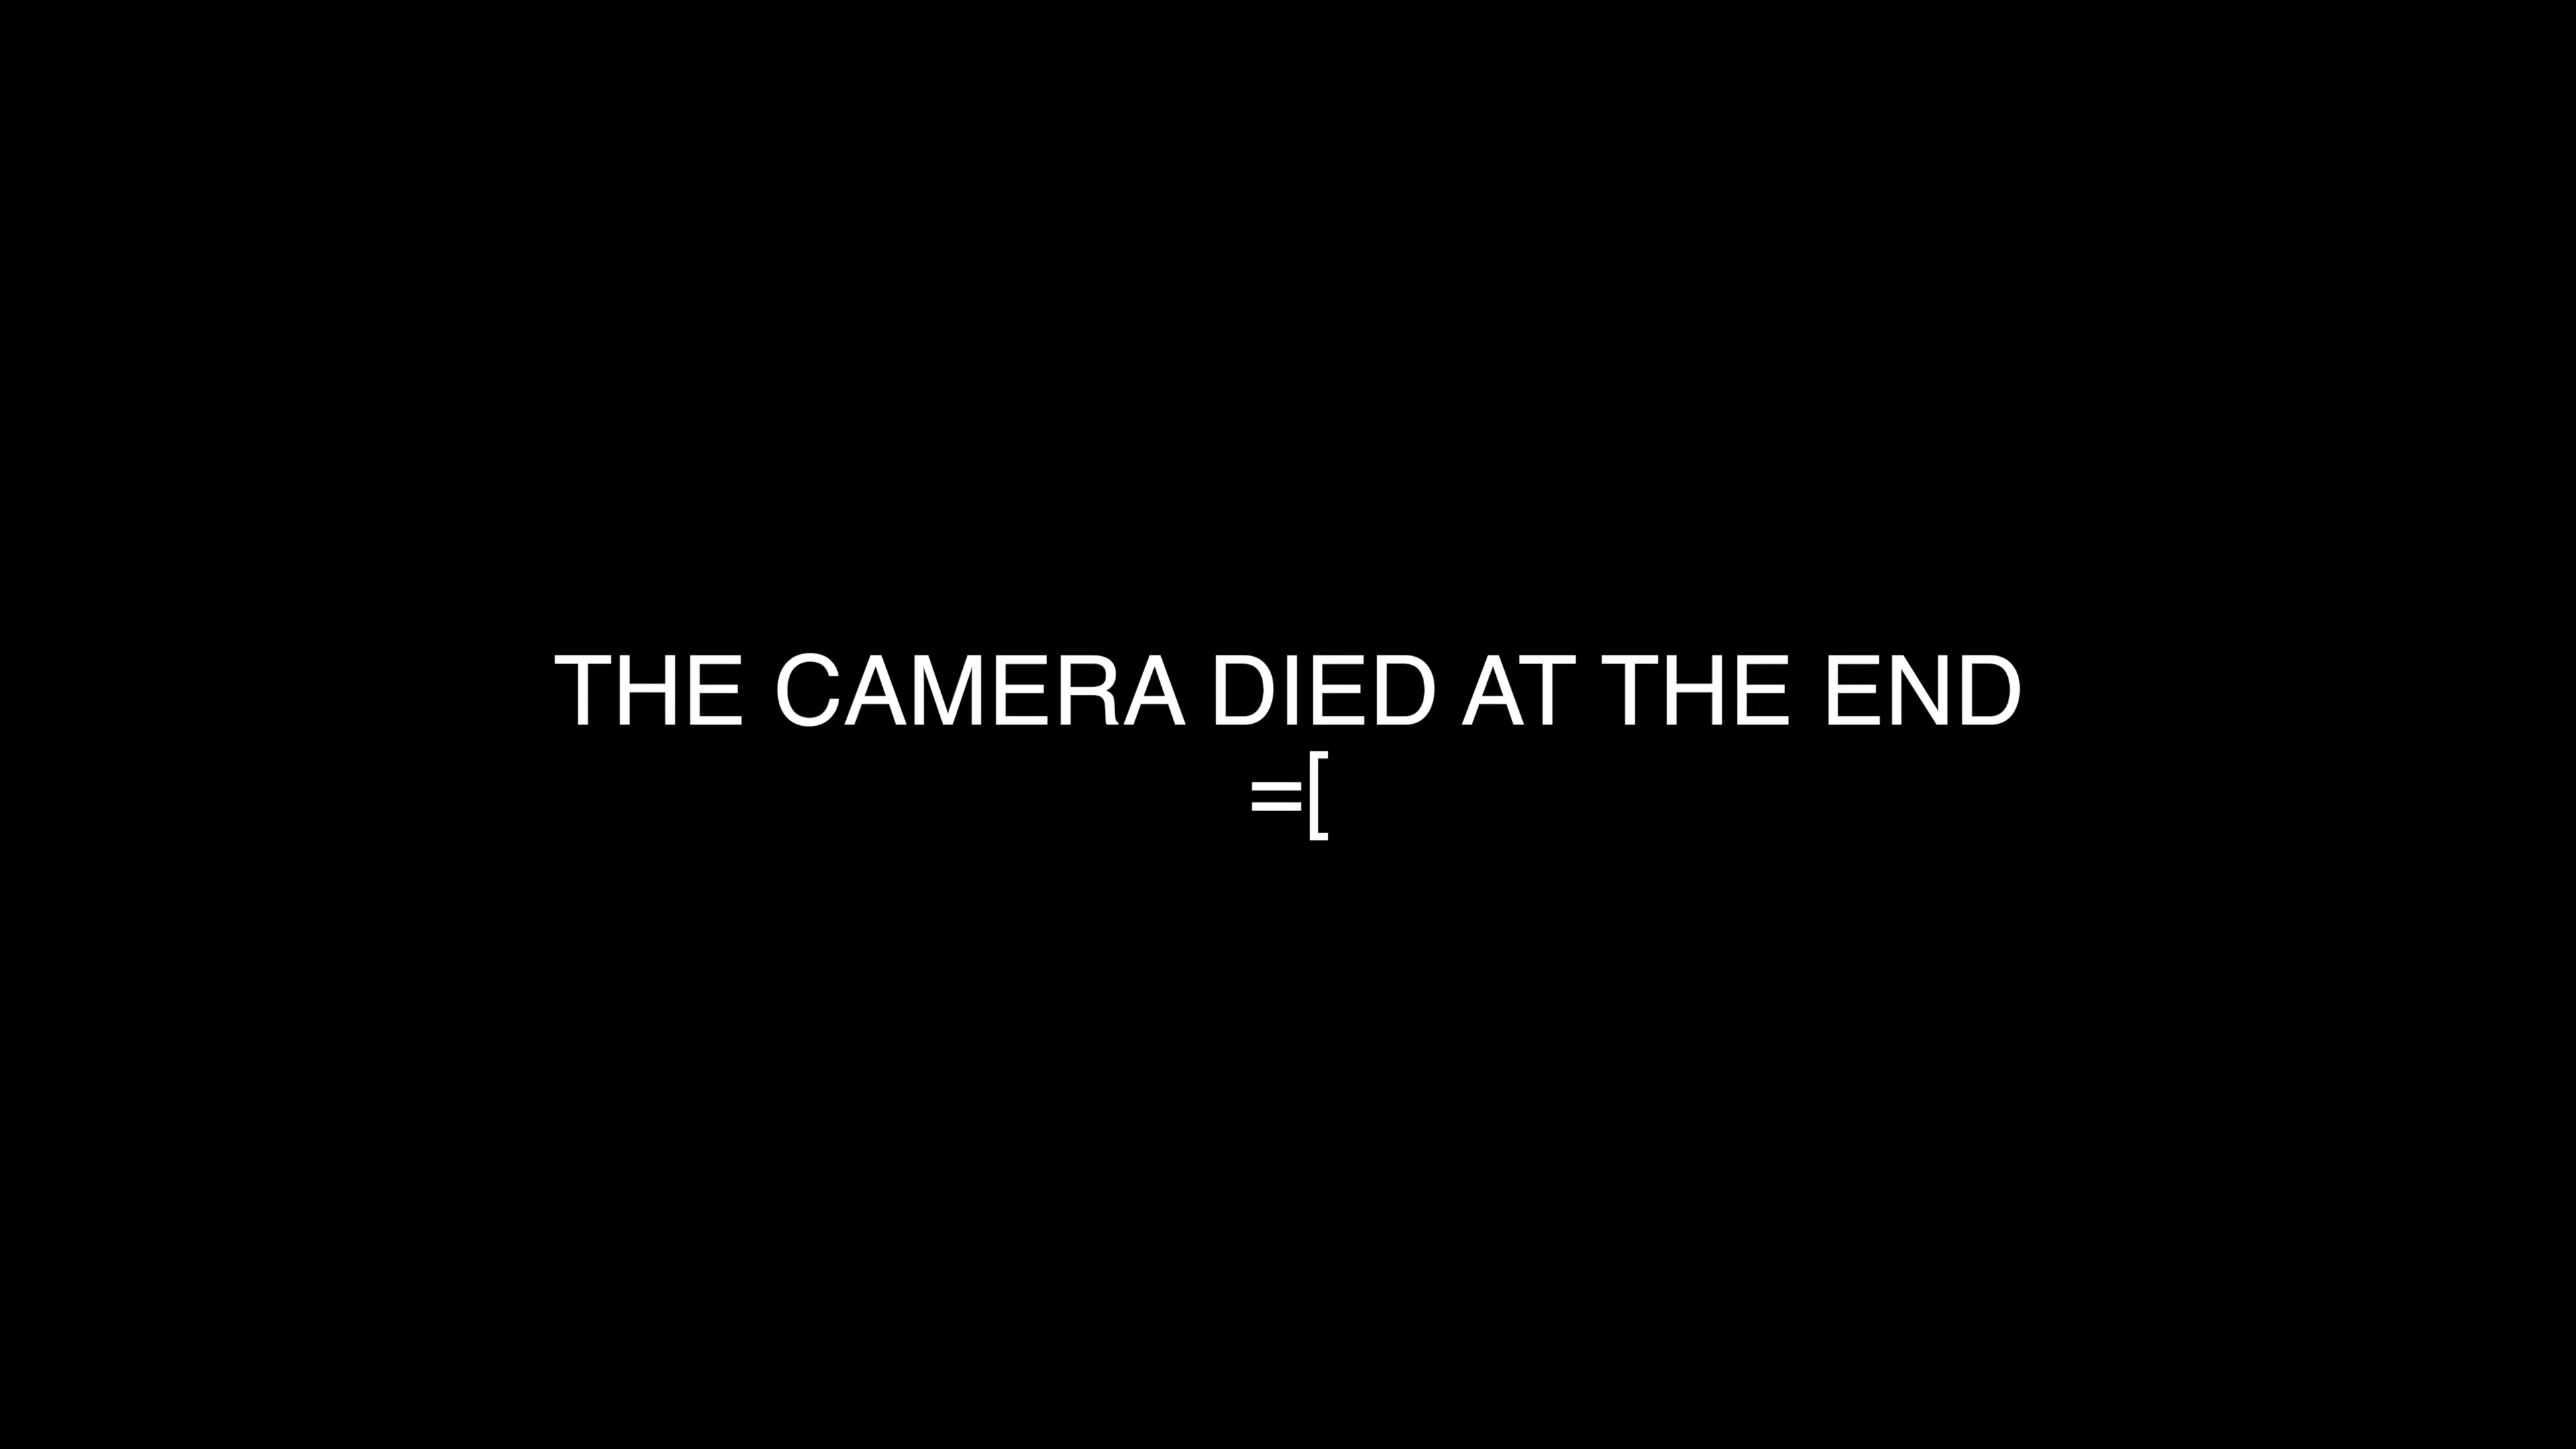 THE CAMERA DIED AT THE END
=[